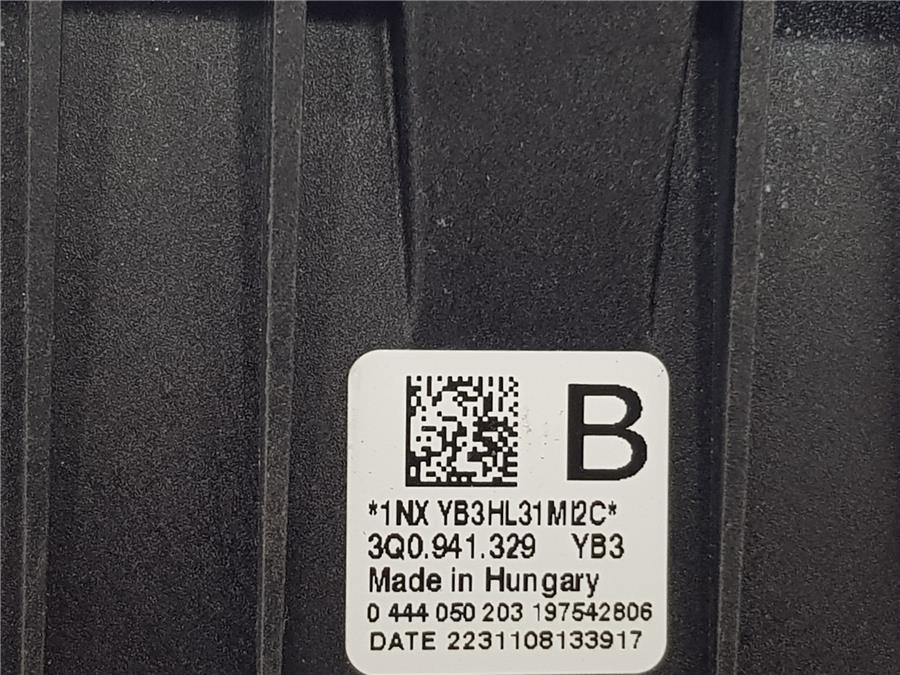 B
*1NX YB3HL31MI2C*
3Q0.941.329 YB3
Made in Hungary
0 444 050 203 197542806
DATE 2231108133917